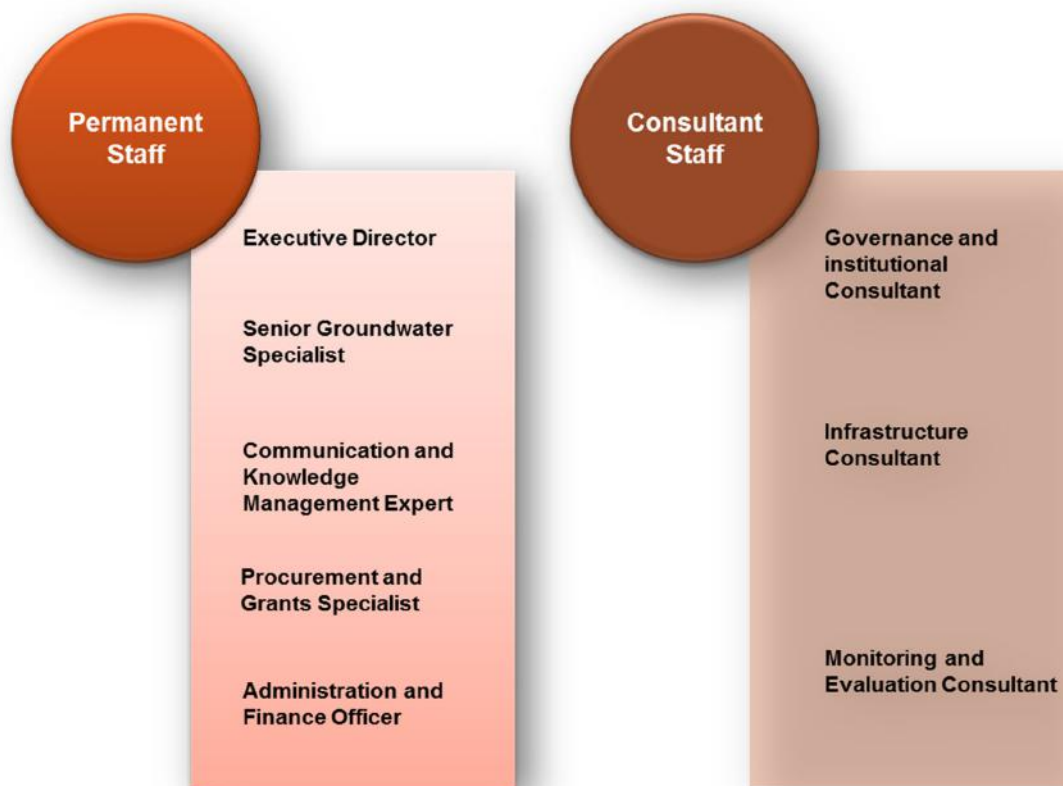 Permanent
Staff
Executive Director
Senior Groundwater
Specialist
Communication and
Knowledge
Management Expert
Procurement and
Grants Specialist
Administration and
Finance Officer
Consultant
Staff
Governance and
institutional
Consultant
Infrastructure
Consultant
Monitoring and
Evaluation Consultant